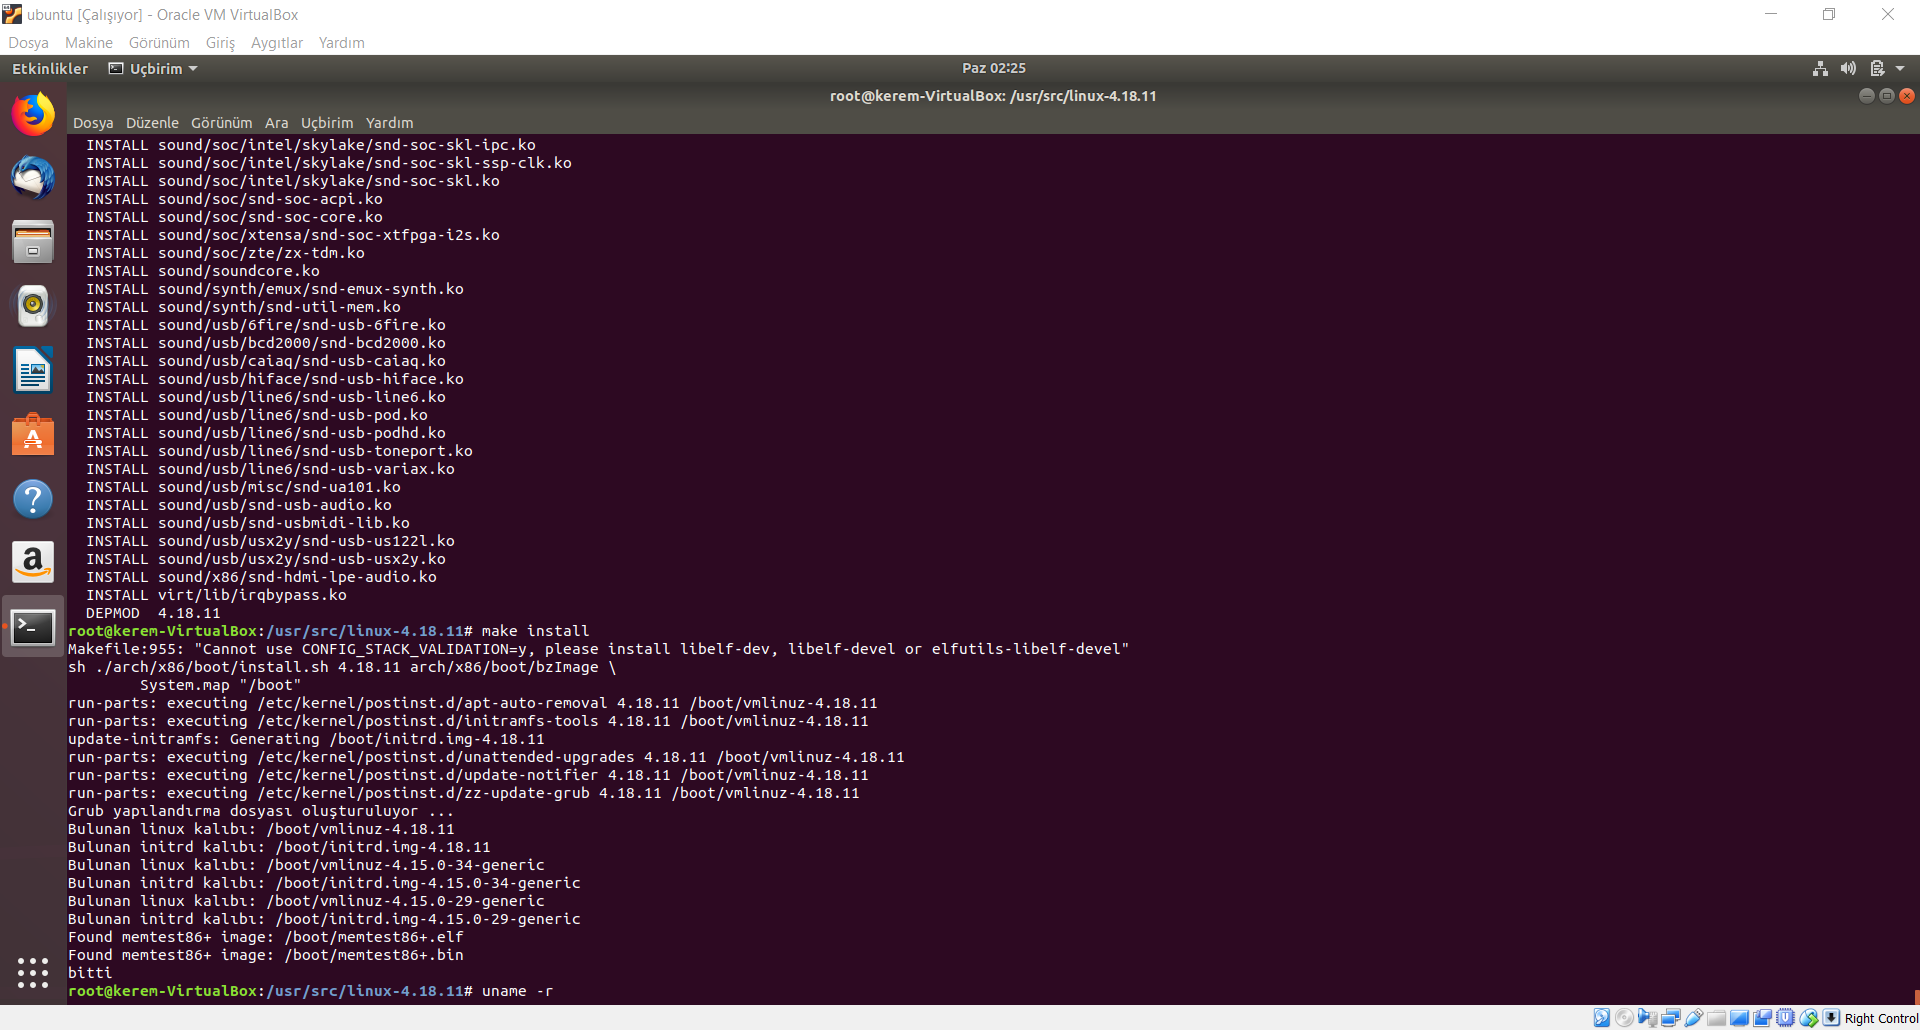 ubuntu [Çalışıyor] - Oracle VM VirtualBox
Dosya Makine Görünüm Giriş Aygıtlar Yardım
Etkinlikler Uçbirim Paz 02:25
root@kerem-VirtualBox: /usr/src/linux-4.18.11
Dosya Düzenle Görünüm Ara Uçbirim Yardım
INSTALL sound/soc/intel/skylake/snd-soc-skl-ipc.ko
INSTALL sound/soc/intel/skylake/snd-soc-skl-ssp-clk.ko
INSTALL sound/soc/intel/skylake/snd-soc-skl.ko
INSTALL sound/soc/snd-soc-acpi.ko
INSTALL sound/soc/snd-soc-core.ko
INSTALL sound/soc/xtensa/snd-soc-xtfpga-i2s.ko
INSTALL sound/soc/zte/zx-tdm.ko
INSTALL sound/soundcore.ko
INSTALL sound/synth/emux/snd-emux-synth.ko
INSTALL sound/synth/snd-util-mem.ko
INSTALL sound/usb/6fire/snd-usb-6fire.ko
INSTALL sound/usb/bcd2000/snd-bcd2000.ko
INSTALL sound/usb/caiaq/snd-usb-caiaq.ko
INSTALL sound/usb/hiface/snd-usb-hiface.ko
INSTALL sound/usb/line6/snd-usb-line6.ko
INSTALL sound/usb/line6/snd-usb-pod.ko
INSTALL sound/usb/line6/snd-usb-podhd.ko
INSTALL sound/usb/line6/snd-usb-toneport.ko
INSTALL sound/usb/line6/snd-usb-variax.ko
INSTALL sound/usb/misc/snd-ua101.ko
INSTALL sound/usb/snd-usb-audio.ko
INSTALL sound/usb/snd-usbmidi-lib.ko
INSTALL sound/usb/usx2y/snd-usb-us122l.ko
INSTALL sound/usb/usx2y/snd-usb-usx2y.ko
INSTALL sound/x86/snd-hdmi-lpe-audio.ko
INSTALL virt/lib/irqbypass.ko
DEPMOD 4.18.11
root@kerem-VirtualBox:/usr/src/linux-4.18.11# make install
Makefile:955: "Cannot use CONFIG_STACK_VALIDATION=y, please install libelf-dev, libelf-devel or elfutils-libelf-devel"
sh ./arch/x86/boot/install.sh 4.18.11 arch/x86/boot/bzImage \
System.map "/boot"
run-parts: executing /etc/kernel/postinst.d/apt-auto-removal 4.18.11 /boot/vmlinuz-4.18.11
run-parts: executing /etc/kernel/postinst.d/initramfs-tools 4.18.11 /boot/vmlinuz-4.18.11
update-initramfs: Generating /boot/initrd.img-4.18.11
run-parts: executing /etc/kernel/postinst.d/unattended-upgrades 4.18.11 /boot/vmlinuz-4.18.11
run-parts: executing /etc/kernel/postinst.d/update-notifier 4.18.11 /boot/vmlinuz-4.18.11
run-parts: executing /etc/kernel/postinst.d/zz-update-grub 4.18.11 /boot/vmlinuz-4.18.11
Grub yapılandırma dosyası oluşturuluyor ...
Bulunan linux kalıbı: /boot/vmlinuz-4.18.11
Bulunan initrd kalıbı: /boot/initrd.img-4.18.11
Bulunan linux kalıbı: /boot/vmlinuz-4.15.0-34-generic
Bulunan initrd kalıbı: /boot/initrd.img-4.15.0-34-generic
Bulunan linux kalıbı: /boot/vmlinuz-4.15.0-29-generic
Bulunan initrd kalıbı: /boot/initrd.img-4.15.0-29-generic
Found memtest86+ image: /boot/memtest86+.elf
Found memtest86+ image: /boot/memtest86+.bin
bitti
root@kerem-VirtualBox:/usr/src/linux-4.18.11# uname -r
Right Control